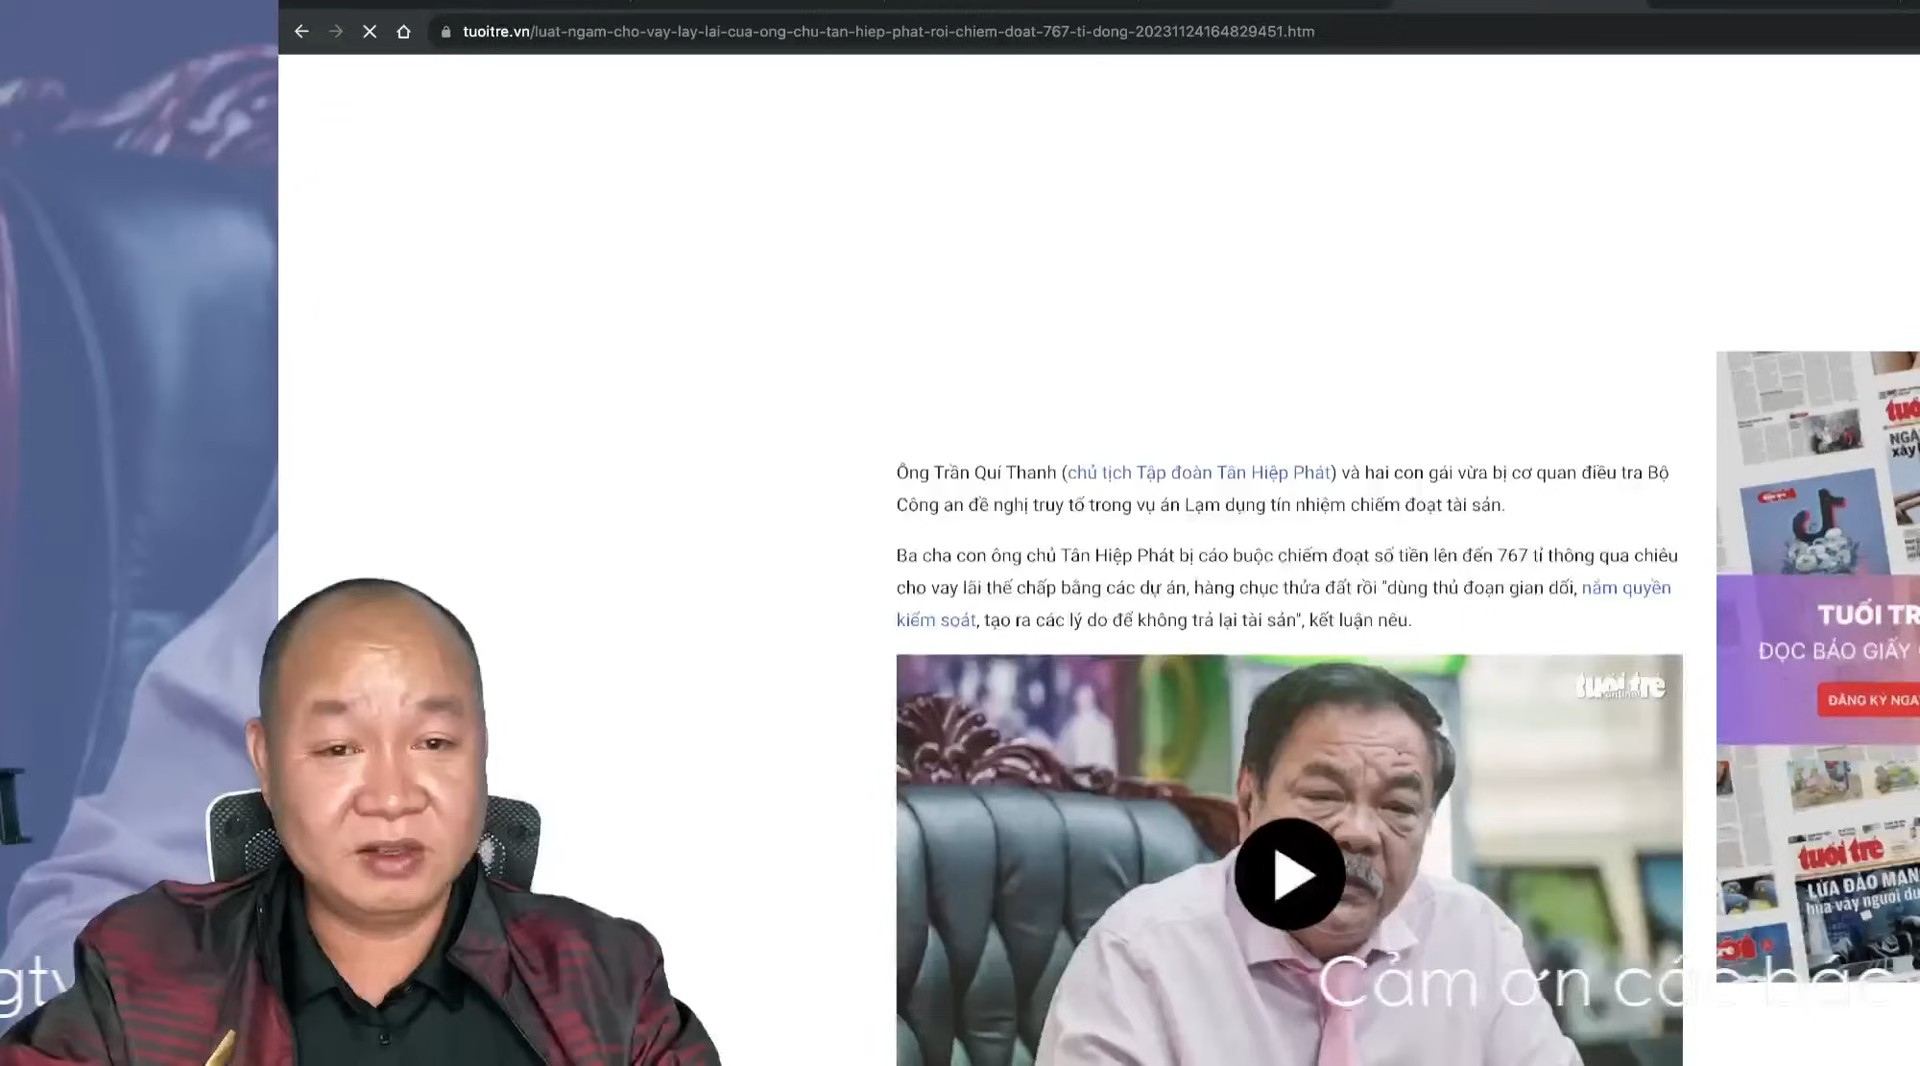 tuoitre.vn/luat-ngam-cho-vay-lay-lai-cua-ong-chu-tan-hiep-phat-roi-chiem-doat-767-ti-dong-20231124164829451.htm
Ông Trần Quí Thanh (chủ tịch Tập đoàn Tân Hiệp Phát) và hai con gái vừa bị cơ quan điều tra Bộ
Công an đề nghị truy tố trong vụ án Lạm dụng tín nhiệm chiếm đoạt tài sản.
Ba cha con ông chủ Tân Hiệp Phát bị cáo buộc chiếm đoạt số tiền lên đến 767 tỉ thông qua chiêu
cho vay lãi thế chấp bằng các dự án, hàng chục thửa đất rồi "dùng thủ đoạn gian dối, nắm quyền
kiểm soát, tạo ra các lý do để không trả lại tài sản", kết luận nêu.
tuổi trẻ
online
TUỔI TR
ĐỌC BÁO GIẤY
ĐĂNG KÝ NGA
tuổi trẻ
LỪA ĐẢO MẠN
Cảm ơn các bác